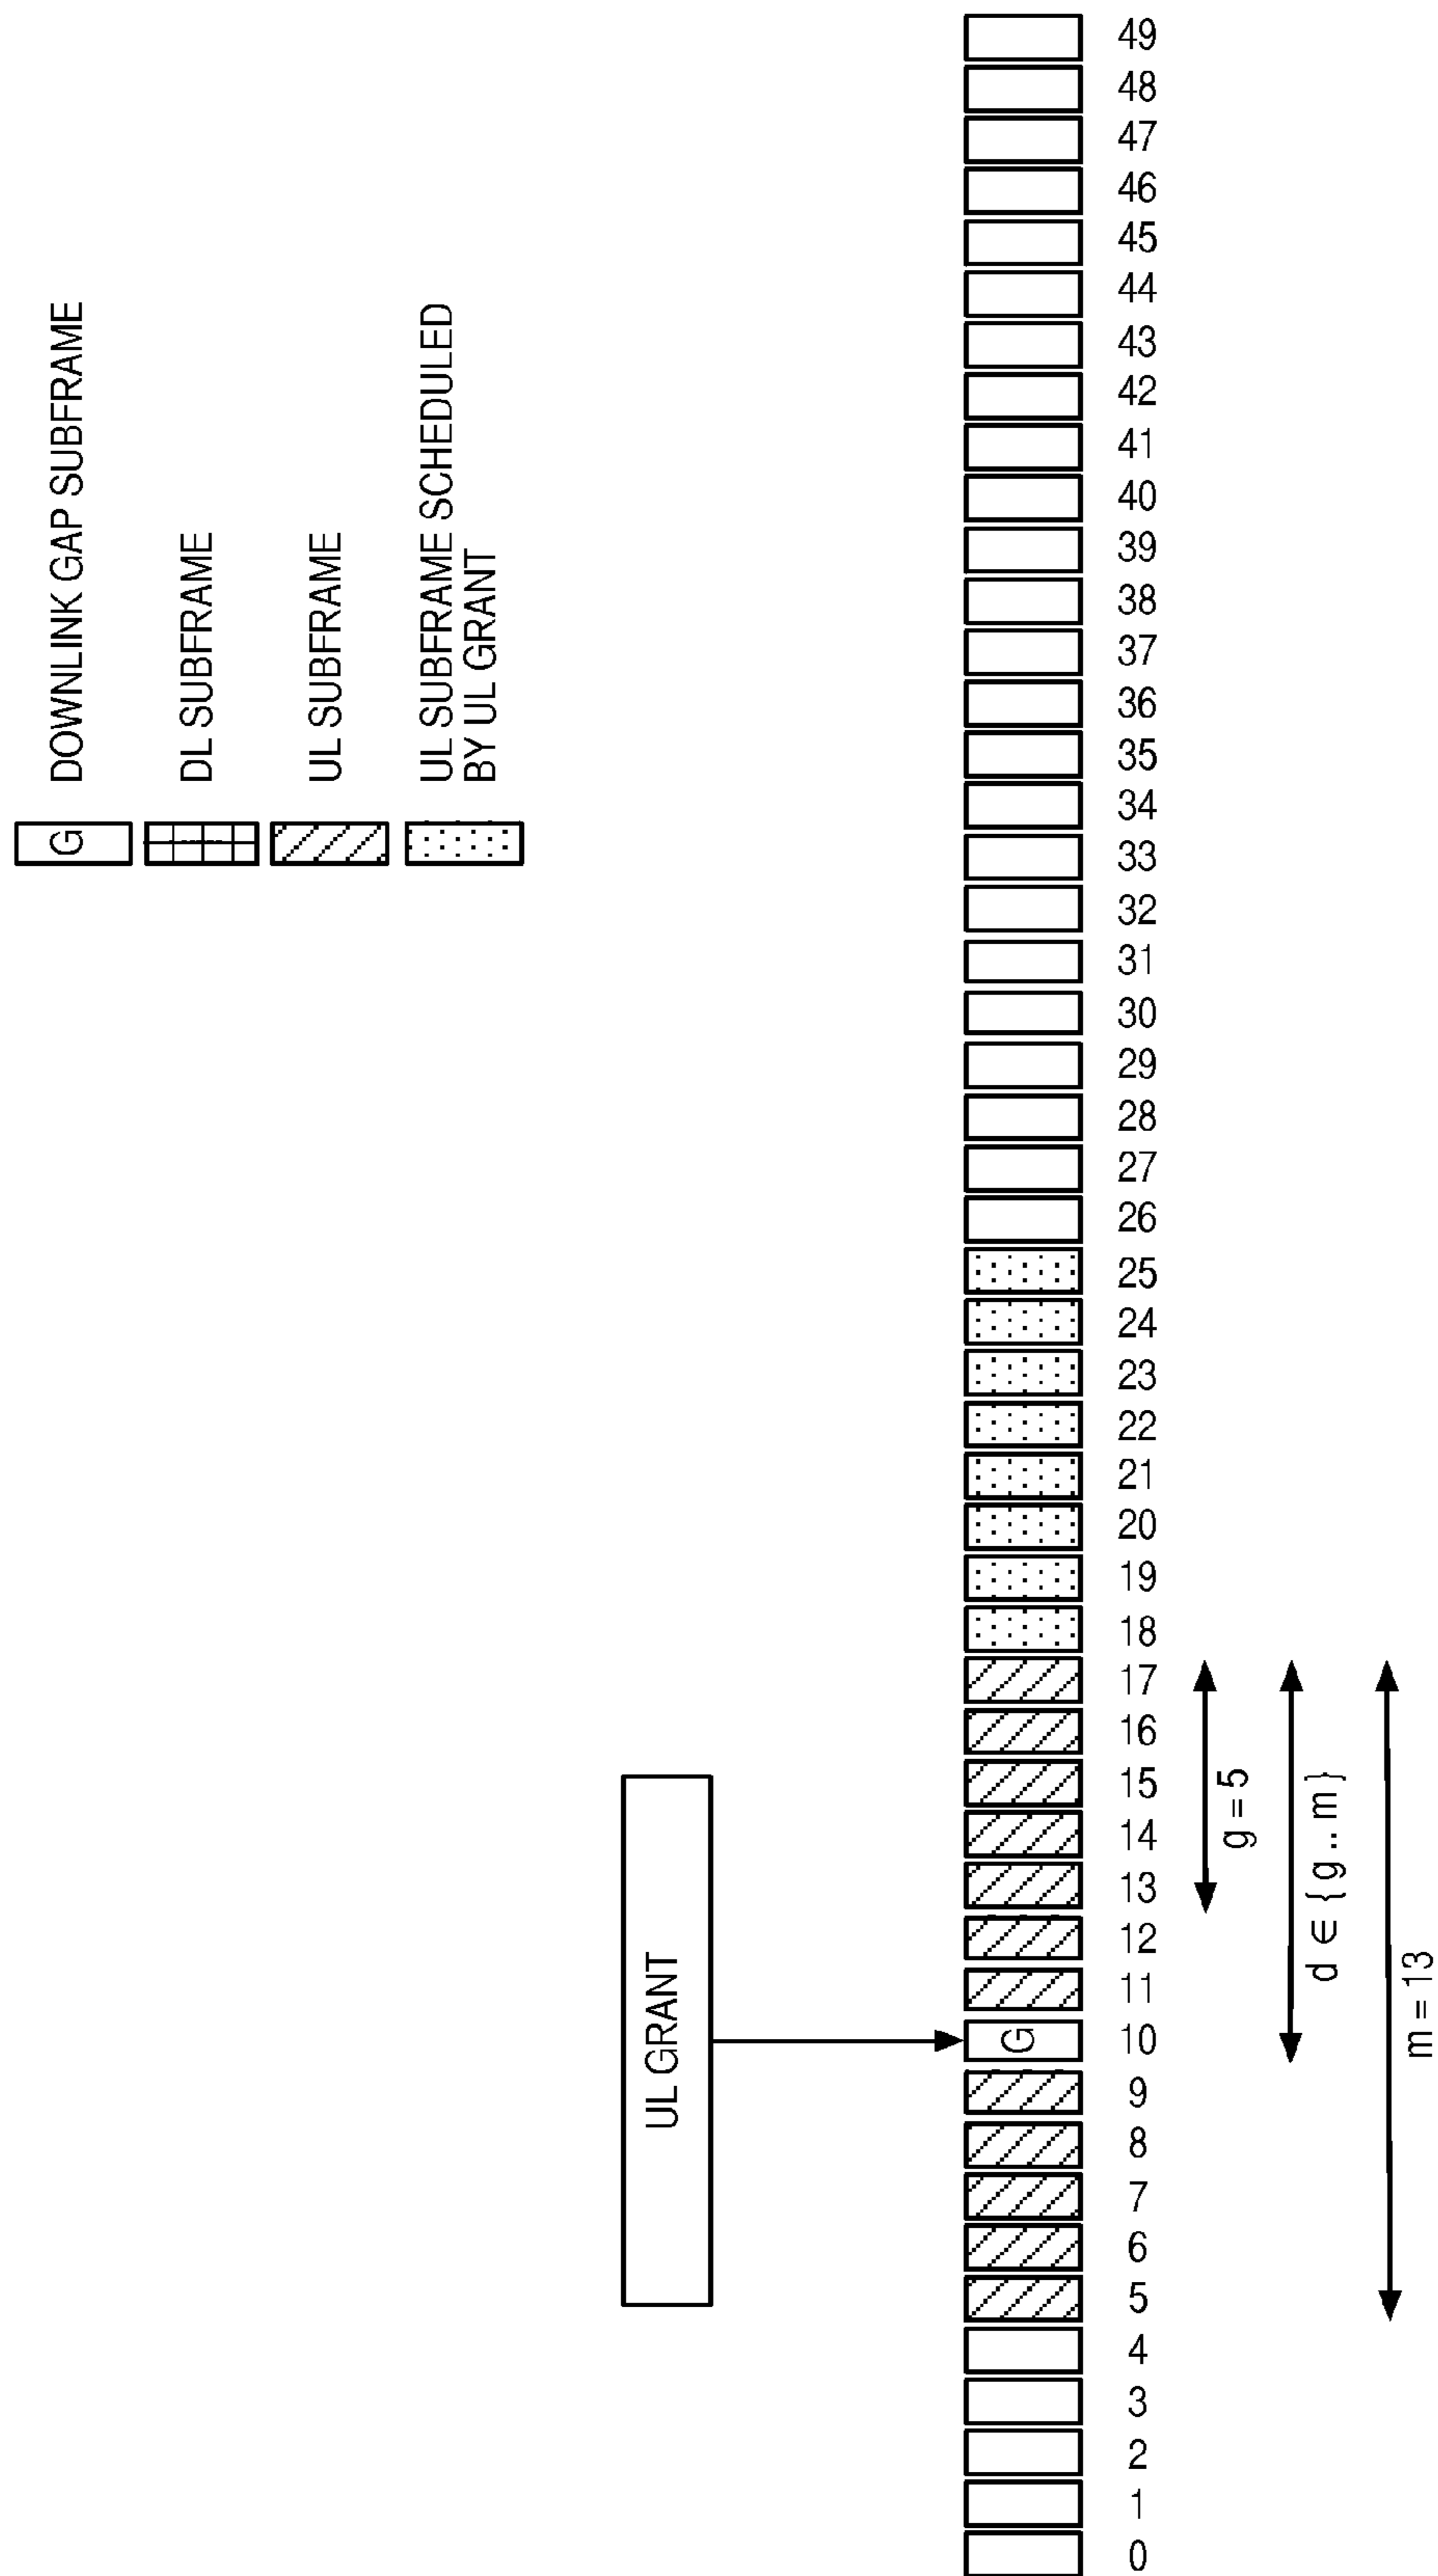 G DOWNLINK GAP SUBFRAME
DL SUBFRAME
UL SUBFRAME
UL SUBFRAME SCHEDULED
BY UL GRANT
UL GRANT
G
0 1 2 3 4 5 6 7 8 9 10 11 12 13 14 15 16 17 18 19 20 21 22 23 24 25 26 27 28 29 30 31 32 33 34 35 36 37 38 39 40 41 42 43 44 45 46 47 48 49
g = 5
d ∈ { g .. m }
m = 13